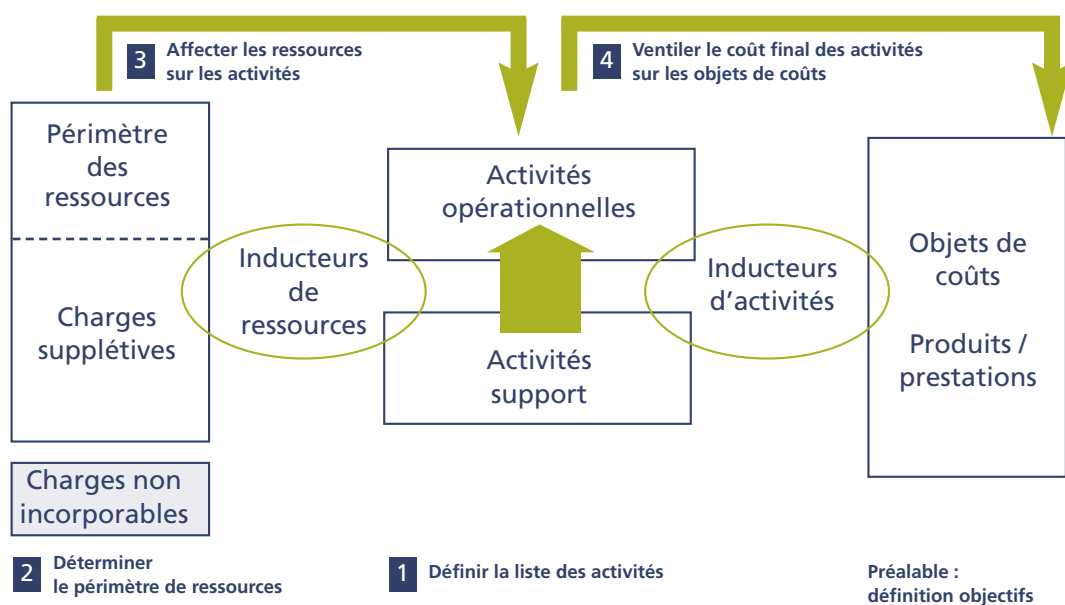 3
Affecter les ressources
sur les activités
4
Ventiler le coût final des activités
sur les objets de coûts
Périmètre
des
ressources
Charges
supplétives
Inducteurs
de
ressources
Activités
opérationnelles
Activités
support
Inducteurs
d’activités
Objets de
coûts
Produits /
prestations
Charges non
incorporables
2
Déterminer
le périmètre de ressources
1
Définir la liste des activités
Préalable :
définition objectifs